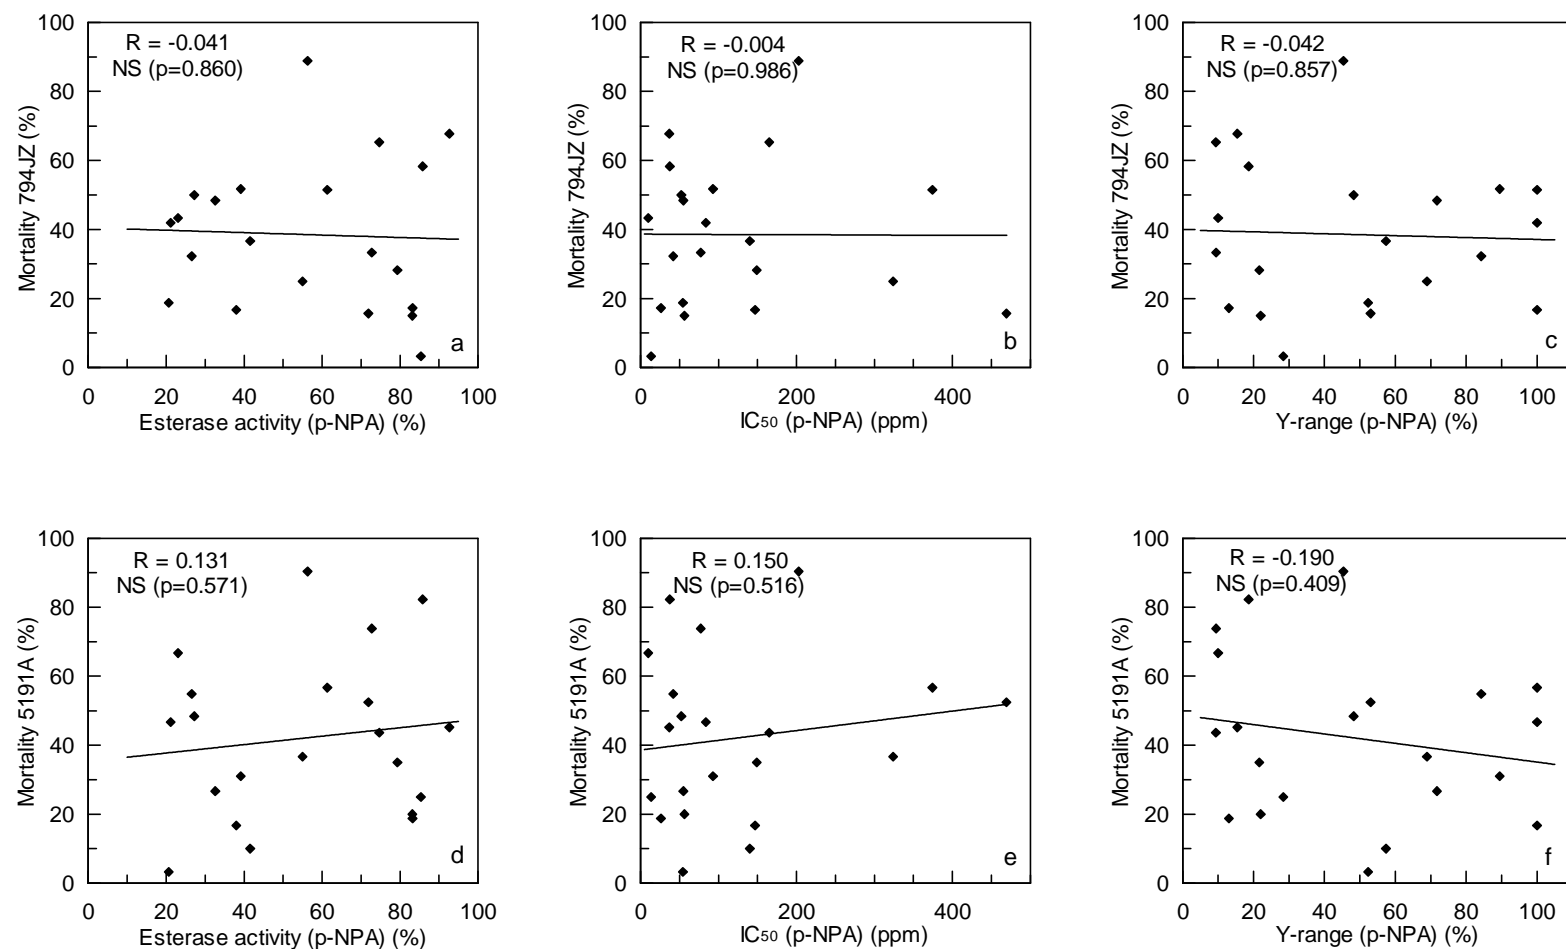 R = -0.041
NS (p=0.860)
Mortality 794JZ (%)
100
80
60
40
20
0
a
0 20 40 60 80 100
Esterase activity (p-NPA) (%)
R = -0.004
NS (p=0.986)
Mortality 794JZ (%)
100
80
60
40
20
0
b
0 200 400
IC50 (p-NPA) (ppm)
R = -0.042
NS (p=0.857)
Mortality 794JZ (%)
100
80
60
40
20
0
c
0 20 40 60 80 100
Y-range (p-NPA) (%)
R = 0.131
NS (p=0.571)
Mortality 5191A (%)
100
80
60
40
20
0
d
0 20 40 60 80 100
Esterase activity (p-NPA) (%)
R = 0.150
NS (p=0.516)
Mortality 5191A (%)
100
80
60
40
20
0
e
0 200 400
IC50 (p-NPA) (ppm)
R = -0.190
NS (p=0.409)
Mortality 5191A (%)
100
80
60
40
20
0
f
0 20 40 60 80 100
Y-range (p-NPA) (%)